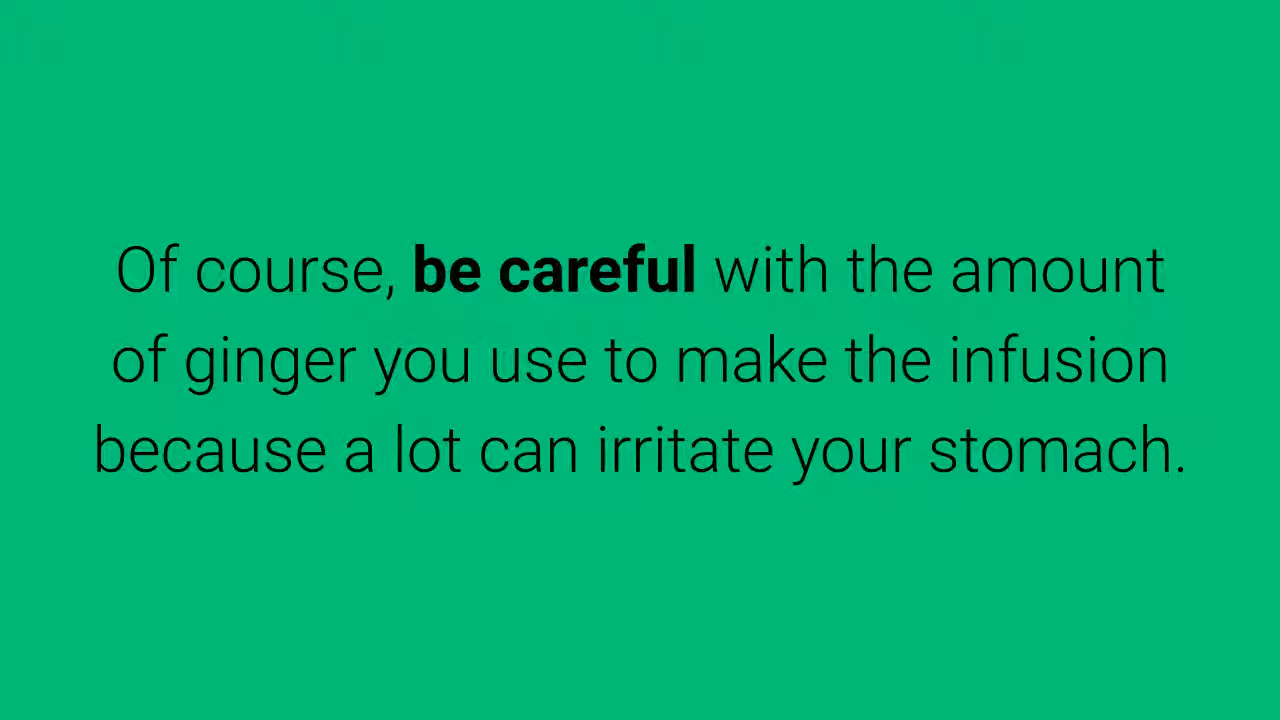 Of course, be careful with the amount
of ginger you use to make the infusion
because a lot can irritate your stomach.